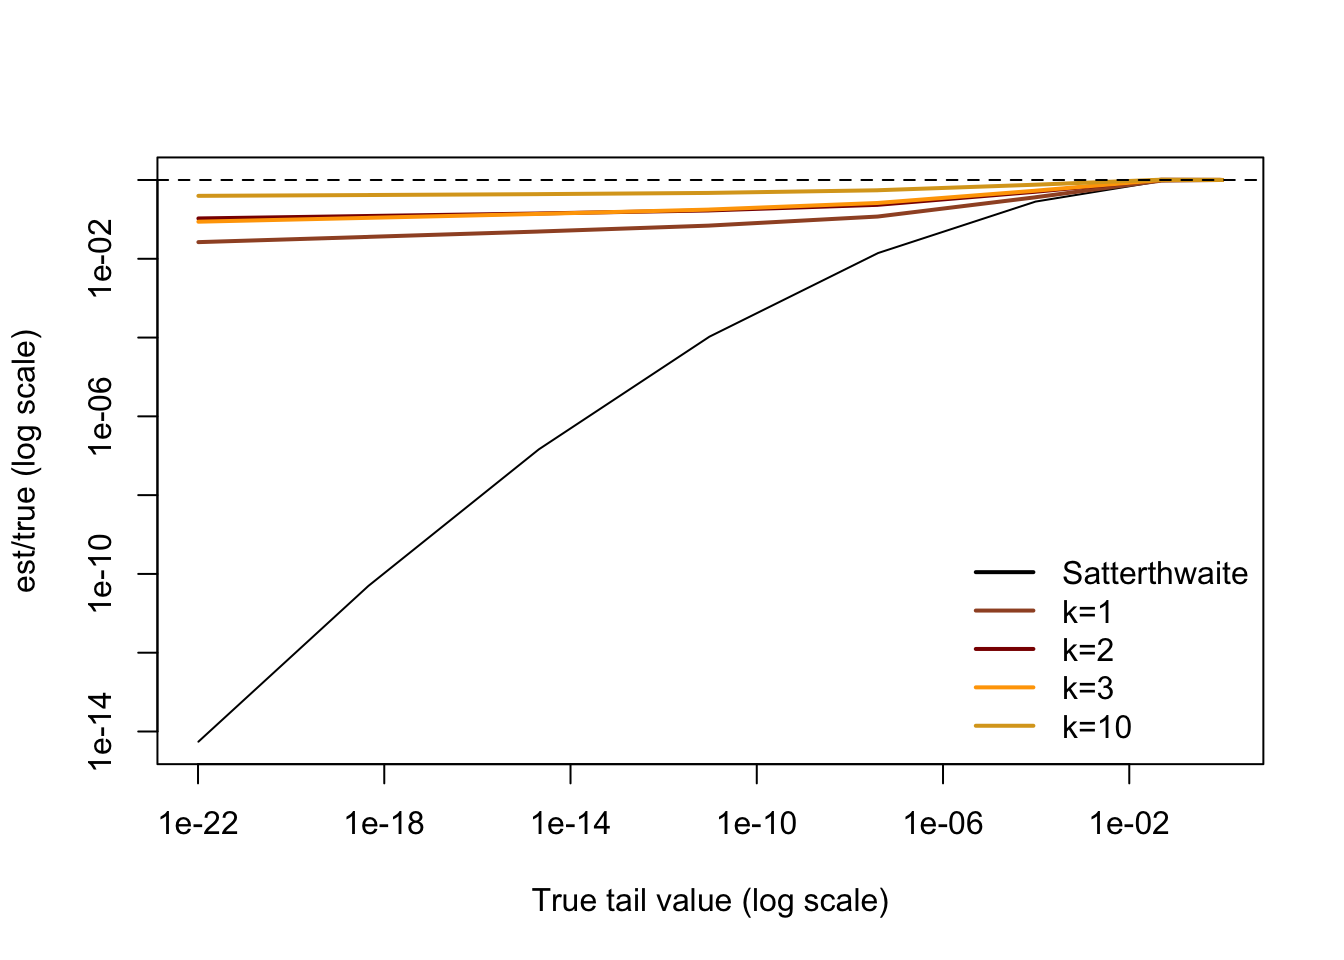 est/true (log scale)
1e-02
1e-06
1e-10
1e-14
Satterthwaite
k=1
k=2
k=3
k=10
1e-22 1e-18 1e-14 1e-10 1e-06 1e-02
True tail value (log scale)